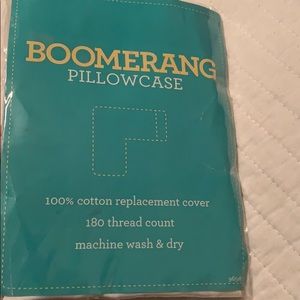 BOOMERANG
PILLOWCASE
100% cotton replacement cover
180 thread count
machine wash & dry